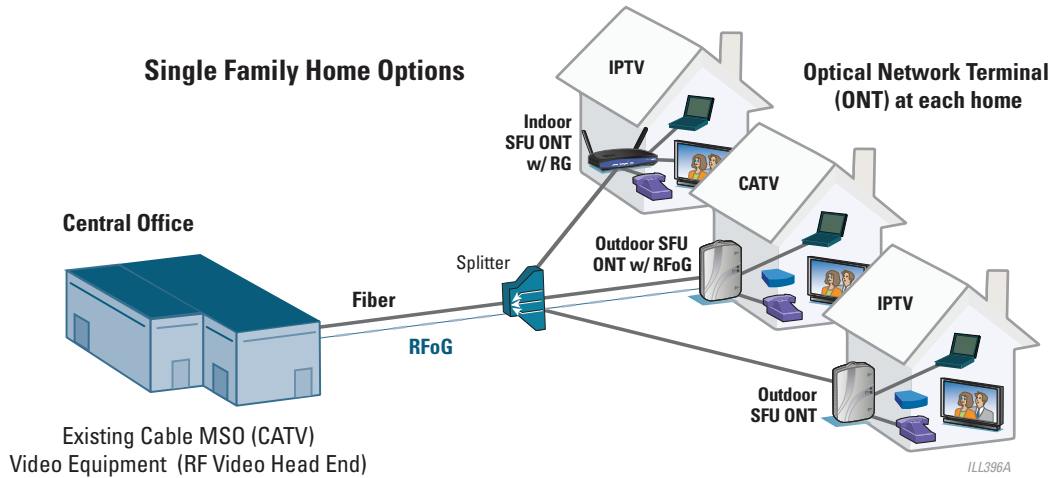 Single Family Home Options
IPTV
Optical Network Terminal
(ONT) at each home
Indoor
SFU ONT
w/ RG
CATV
Central Office
Outdoor SFU
ONT w/ RFoG
Splitter
Fiber
IPTV
RFoG
Outdoor
SFU ONT
Existing Cable MSO (CATV)
Video Equipment (RF Video Head End)
ILL396A